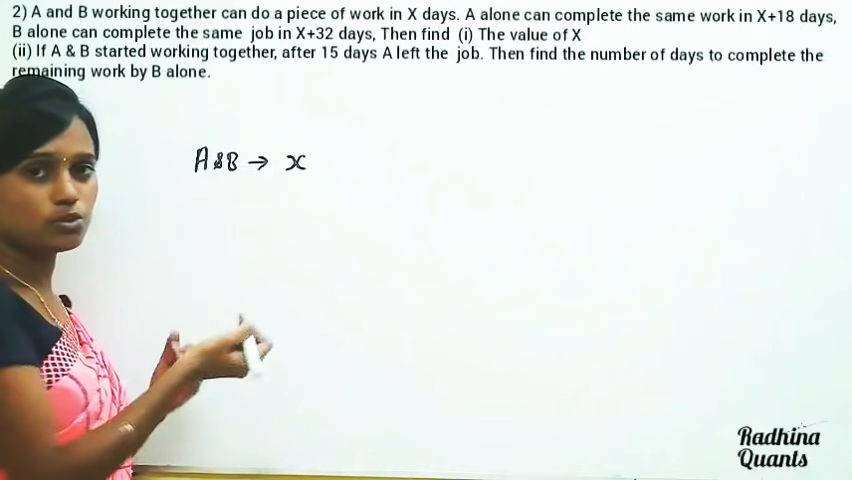 2) A and B working together can do a piece of work in X days. A alone can complete the same work in X+18 days,
B alone can complete the same job in X+32 days, Then find (i) The value of X
(ii) If A & B started working together, after 15 days A left the job. Then find the number of days to complete the
remaining work by B alone.
A&B → x
Radhina
Quants